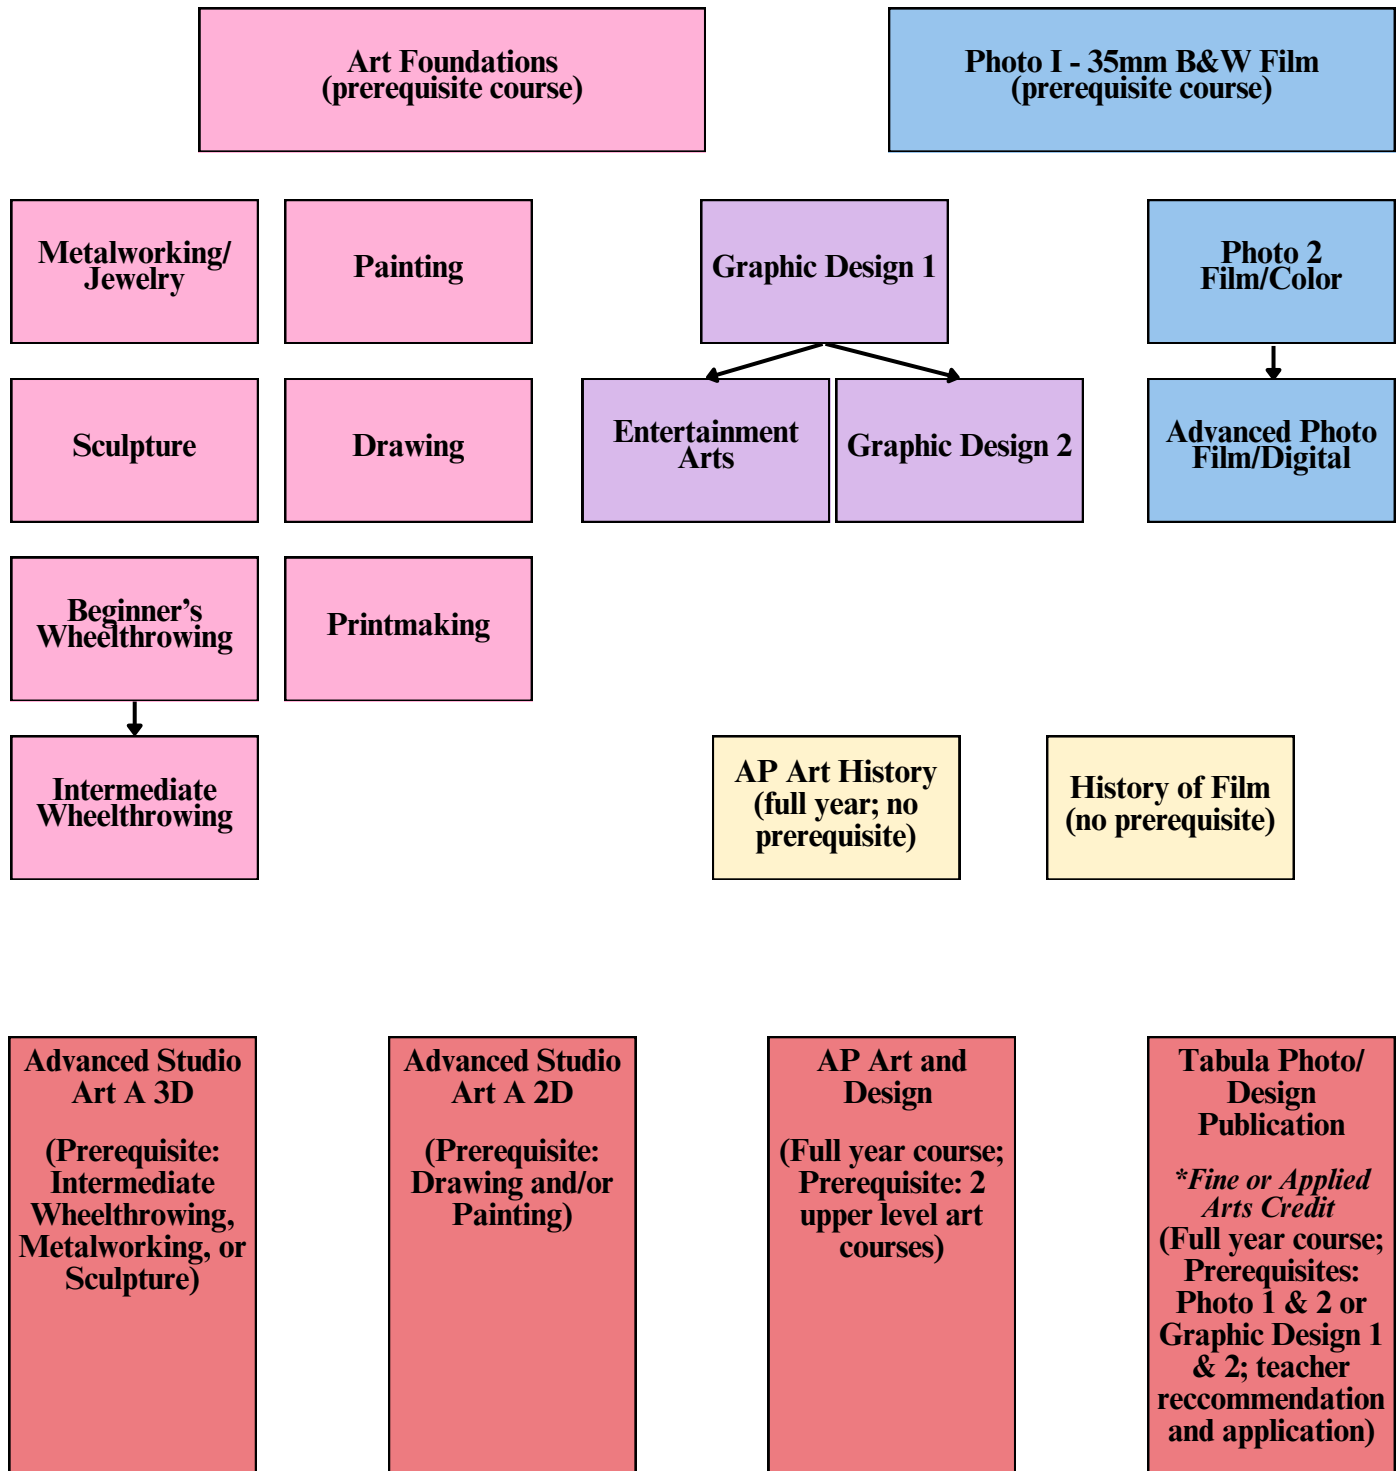 Art Foundations
(prerequisite course)
Photo I - 35mm B&W Film
(prerequisite course)
Metalworking/
Jewelry
Painting
Graphic Design 1
Photo 2
Film/Color
Sculpture
Drawing
Entertainment
Arts
Graphic Design 2
Advanced Photo
Film/Digital
Beginner’s
Wheelthrowing
Printmaking
Intermediate
Wheelthrowing
AP Art History
(full year; no
prerequisite)
History of Film
(no prerequisite)
Advanced Studio
Art A 3D
(Prerequisite:
Intermediate
Wheelthrowing,
Metalworking, or
Sculpture)
Advanced Studio
Art A 2D
(Prerequisite:
Drawing and/or
Painting)
AP Art and
Design
(Full year course;
Prerequisite: 2
upper level art
courses)
Tabula Photo/
Design
Publication
*Fine or Applied
Arts Credit
(Full year course;
Prerequisites:
Photo 1 & 2 or
Graphic Design 1
& 2; teacher
reccommendation
and application)